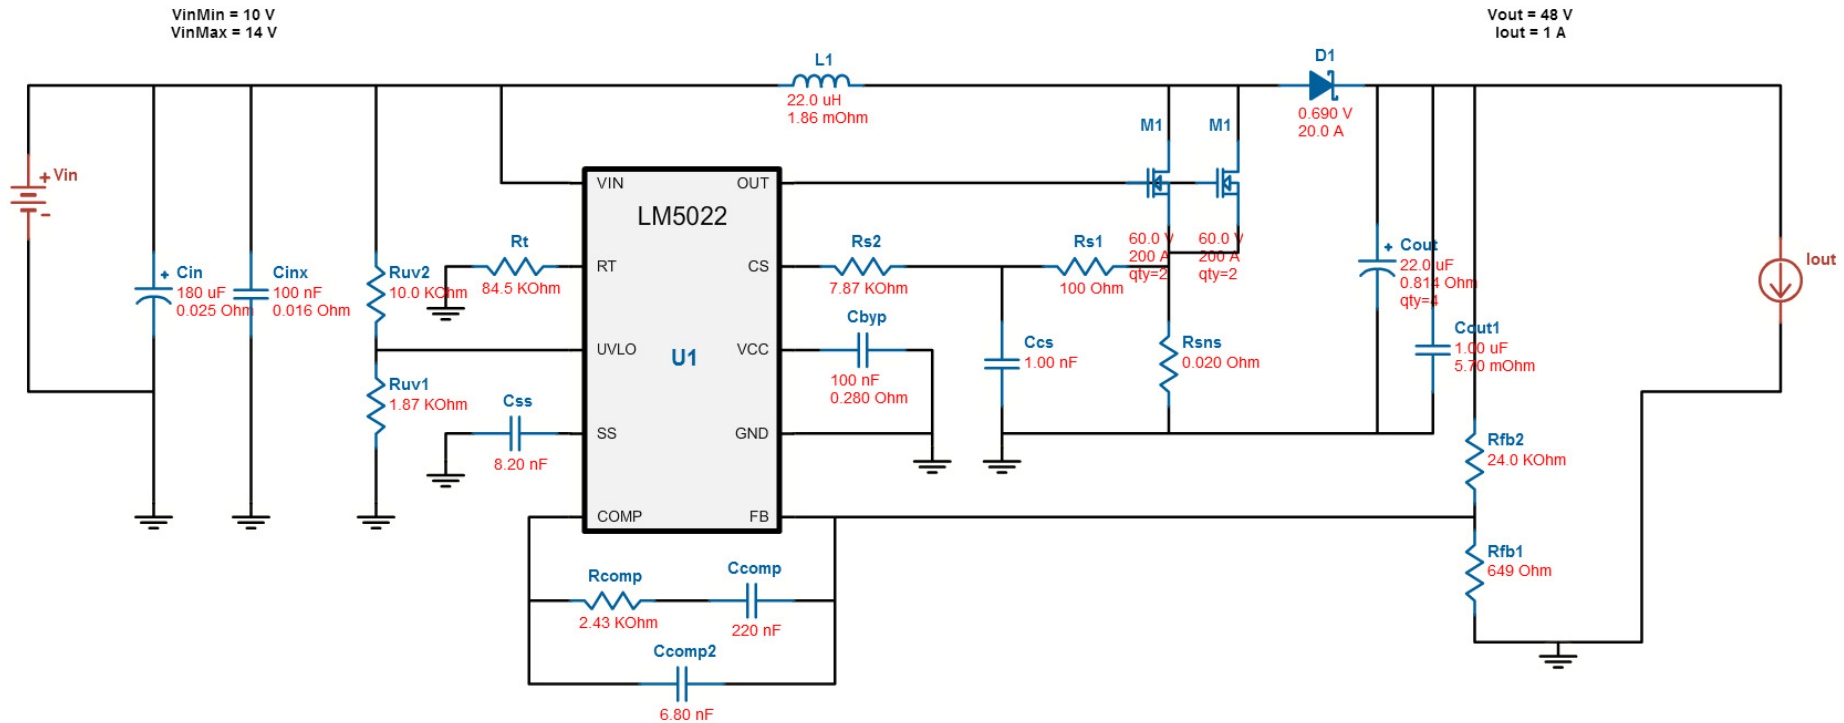 VinMin = 10 V
VinMax = 14 V
Vout = 48 V
Iout = 1 A
L1
22.0 uH
1.86 mOhm
D1
0.690 V
20.0 A
M1
M1
60.0 V
200 A
qty=2
60.0 V
200 A
qty=2
+
Vin
-
VIN
OUT
LM5022
RT
CS
UVLO
VCC
U1
SS
GND
COMP
FB
+
Cin
180 uF
0.025 Ohm
Cinx
100 nF
0.016 Ohm
Ruv2
10.0 KOhm
Ruv1
1.87 KOhm
Rt
84.5 KOhm
Css
8.20 nF
Rs2
7.87 KOhm
Rs1
100 Ohm
Cbyp
100 nF
0.280 Ohm
Ccs
1.00 nF
Rsns
0.020 Ohm
+
Cout
22.0 uF
0.814 Ohm
qty=4
Cout1
1.00 uF
5.70 mOhm
Iout
Rfb2
24.0 KOhm
Rfb1
649 Ohm
Rcomp
2.43 KOhm
Ccomp
220 nF
Ccomp2
6.80 nF